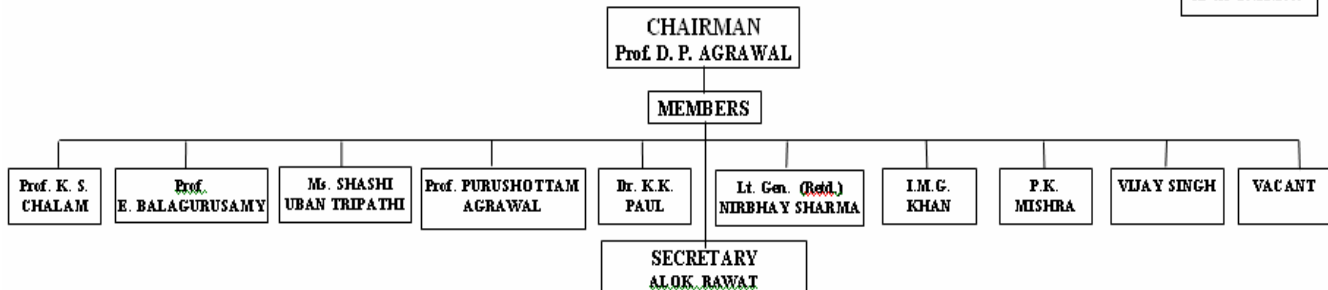 CHAIRMAN
Prof. D. P. AGRAWAL
MEMBERS
Prof. K. S.
CHALAM
Prof.
E. BALAGURUSAMY
Ms. SHASHI
UBAN TRIPATHI
Prof. PURUSHOTTAM
AGRAWAL
Dr. K.K.
PAUL
Lt. Gen. (Retd.)
NIRBHAY SHARMA
I.M.G.
KHAN
P.K.
MISHRA
VIJAY SINGH
VACANT
SECRETARY
ALOK RAWAT